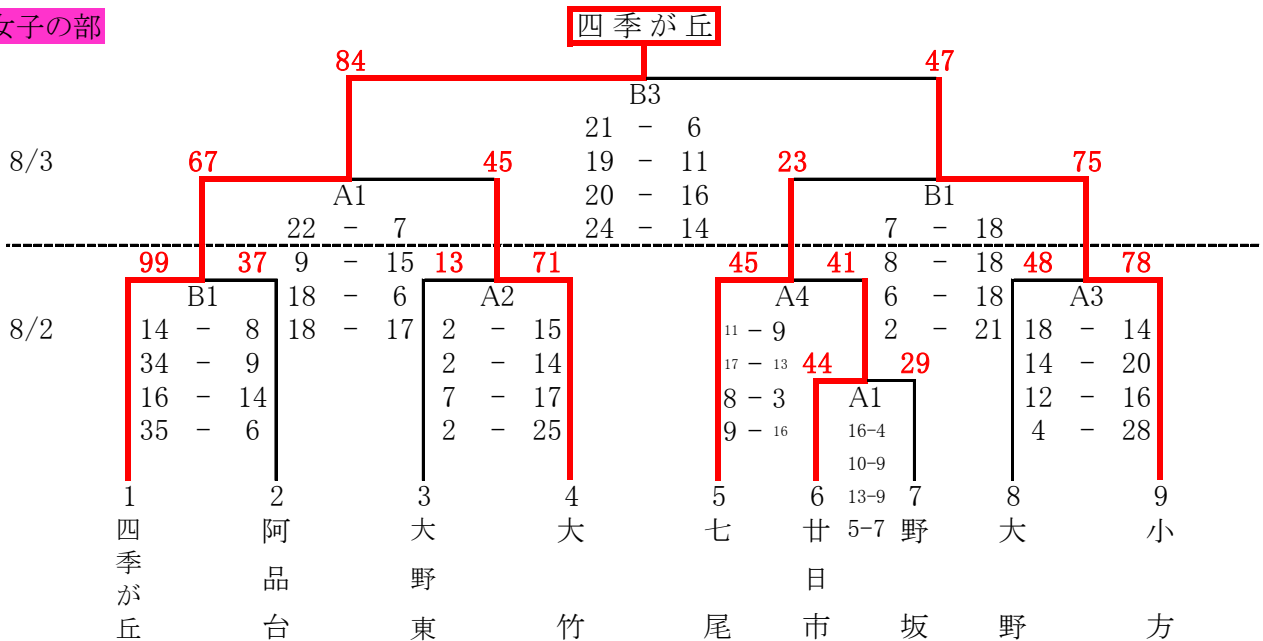 女子の部
四季が丘
84 47
B3
21 － 6
8/3 67 45 19 － 11 23 75
A1 20 － 16 B1
22 － 7 24 － 14 7 － 18
99 37 9 － 15 13 71 45 41 8 － 18 48 78
B1 18 － 6 A2 A4 6 － 18 A3
8/2 14 － 8 18 － 17 2 － 15 11 － 9 2 － 21 18 － 14
34 － 9 2 － 14 17 － 13 44 29 14 － 20
16 － 14 7 － 17 8 － 3 A1 12 － 16
35 － 6 2 － 25 9 － 16 16-4 4 － 28
10-9
1 2 3 4 5 6 13-9 7 8 9
5-7
四季が丘
阿品台
大野東
大竹
七尾
廿日市
野坂
大野
小方